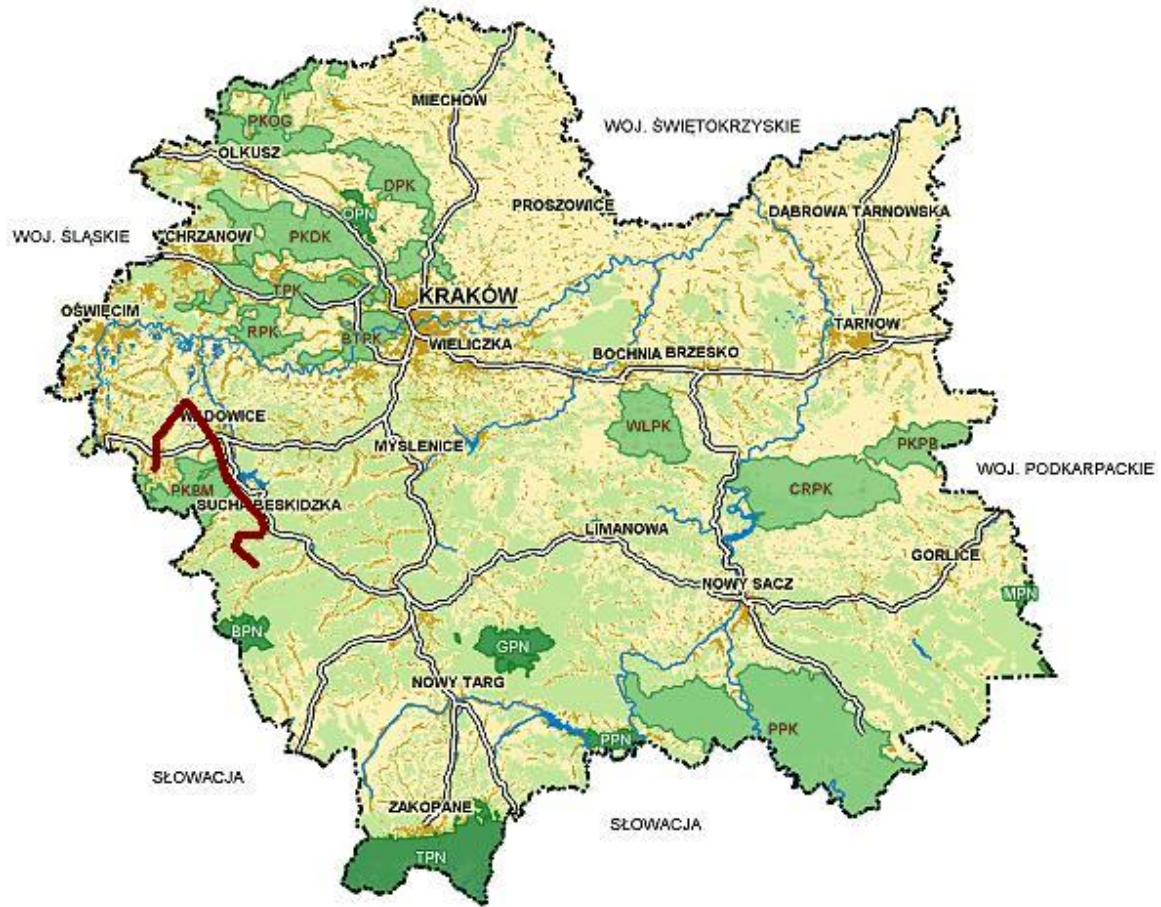 MIECHÓW
PKOG
WOJ. ŚWIĘTOKRZYSKIE
OLKUSZ
DPK
OPN
PROSZOWICE
DĄBROWA TARNOWSKA
WOJ. ŚLĄSKIE
CHRZANÓW
PKDK
TPK
KRAKÓW
OŚWIĘCIM
RPK
BTPK
WIELICZKA
TARNÓW
BOCHNIA
BRZESKO
WADOWICE
MYŚLENICE
WLPK
PKPB
WOJ. PODKARPACKIE
PKBM
CRPK
SUCHA BESKIDZKA
LIMANOWA
GORLICE
NOWY SĄCZ
MPN
BPN
GPN
NOWY TARG
PPK
PPN
SŁOWACJA
ZAKOPANE
SŁOWACJA
TPN